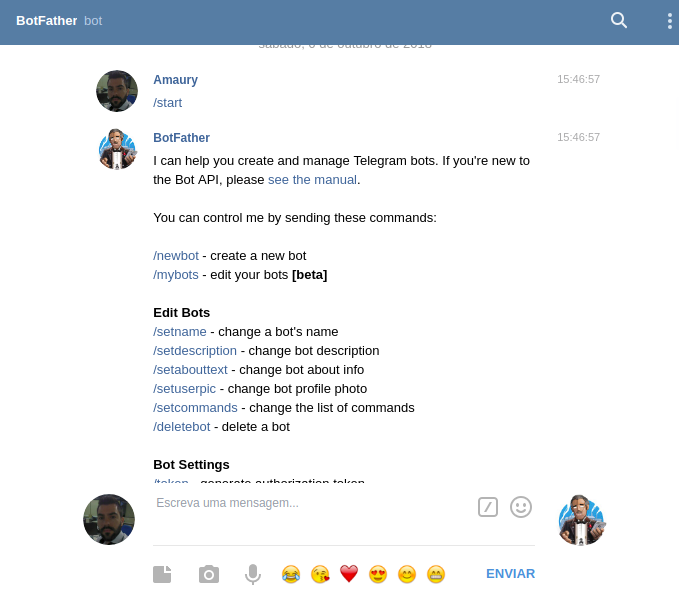 BotFather bot
sábado, 6 de outubro de 2018
Amaury 15:46:57
/start
BotFather 15:46:57
I can help you create and manage Telegram bots. If you're new to
the Bot API, please see the manual.
You can control me by sending these commands:
/newbot - create a new bot
/mybots - edit your bots [beta]
Edit Bots
/setname - change a bot's name
/setdescription - change bot description
/setabouttext - change bot about info
/setuserpic - change bot profile photo
/setcommands - change the list of commands
/deletebot - delete a bot
Bot Settings
/token - generate authorization token
Escreva uma mensagem...
ENVIAR